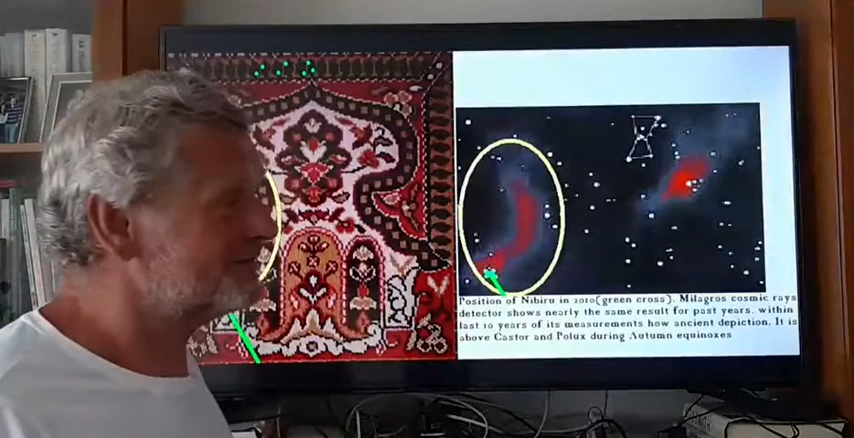 Position of Nibiru in 2010(green cross). Milagros cosmic rays
detector shows nearly the same result for past years. within
last 10 years of its measurements how ancient depiction. It is
above Castor and Polux during Autumn equinoxes